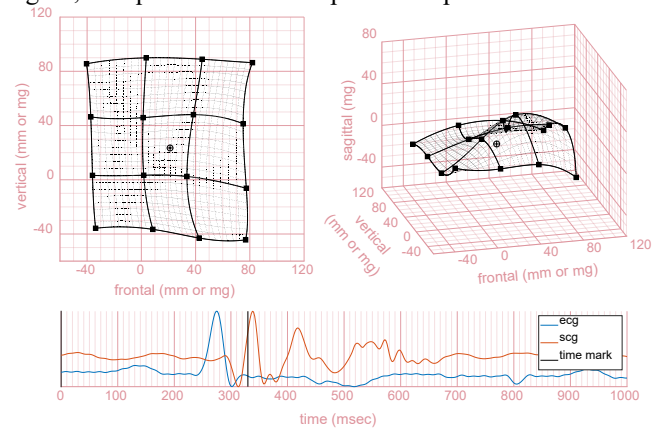 120
80
40
0
-40
vertical (mm or mg)
-40 0 40 80 120
frontal (mm or mg)
80
40
0
-40
sagittal (mg)
120
80
40
0
-40
vertical
(mm or mg)
-40 0 40 80 120
frontal (mm or mg)
ecg
scg
time mark
0 100 200 300 400 500 600 700 800 900 1000
time (msec)